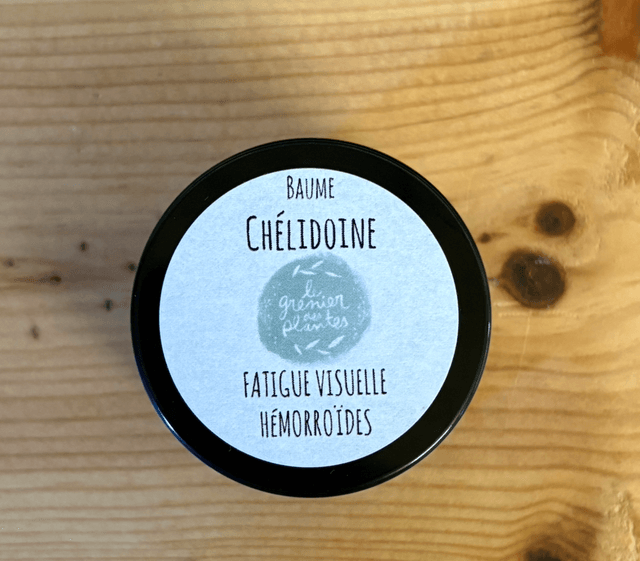 BAUME
CHÉLIDOINE
le
grenier
des
plantes
FATIGUE VISUELLE
HÉMORROÏDES